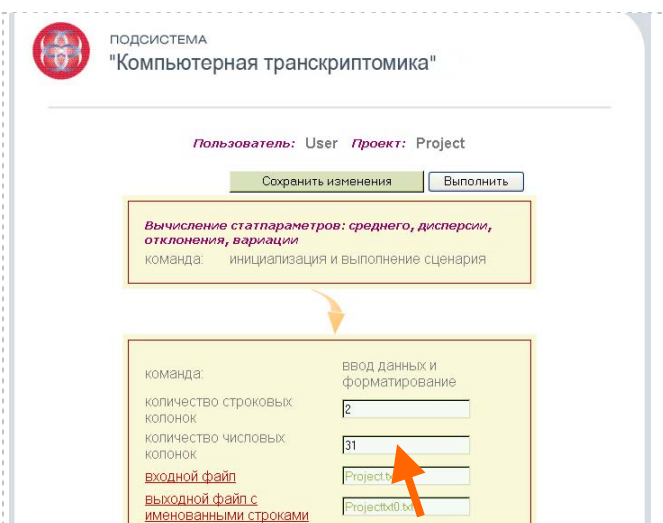 ПОДСИСТЕМА
"Компьютерная транскриптомика"
Пользователь: User Проект: Project
Сохранить изменения Выполнить
Вычисление статпараметров: среднего, дисперсии,
отклонения, вариации
команда: инициализация и выполнение сценария
команда: ввод данных и
форматирование
количество строковых
колонок
2
количество числовых
колонок
31
входной файл
выходной файл с
именованными строками